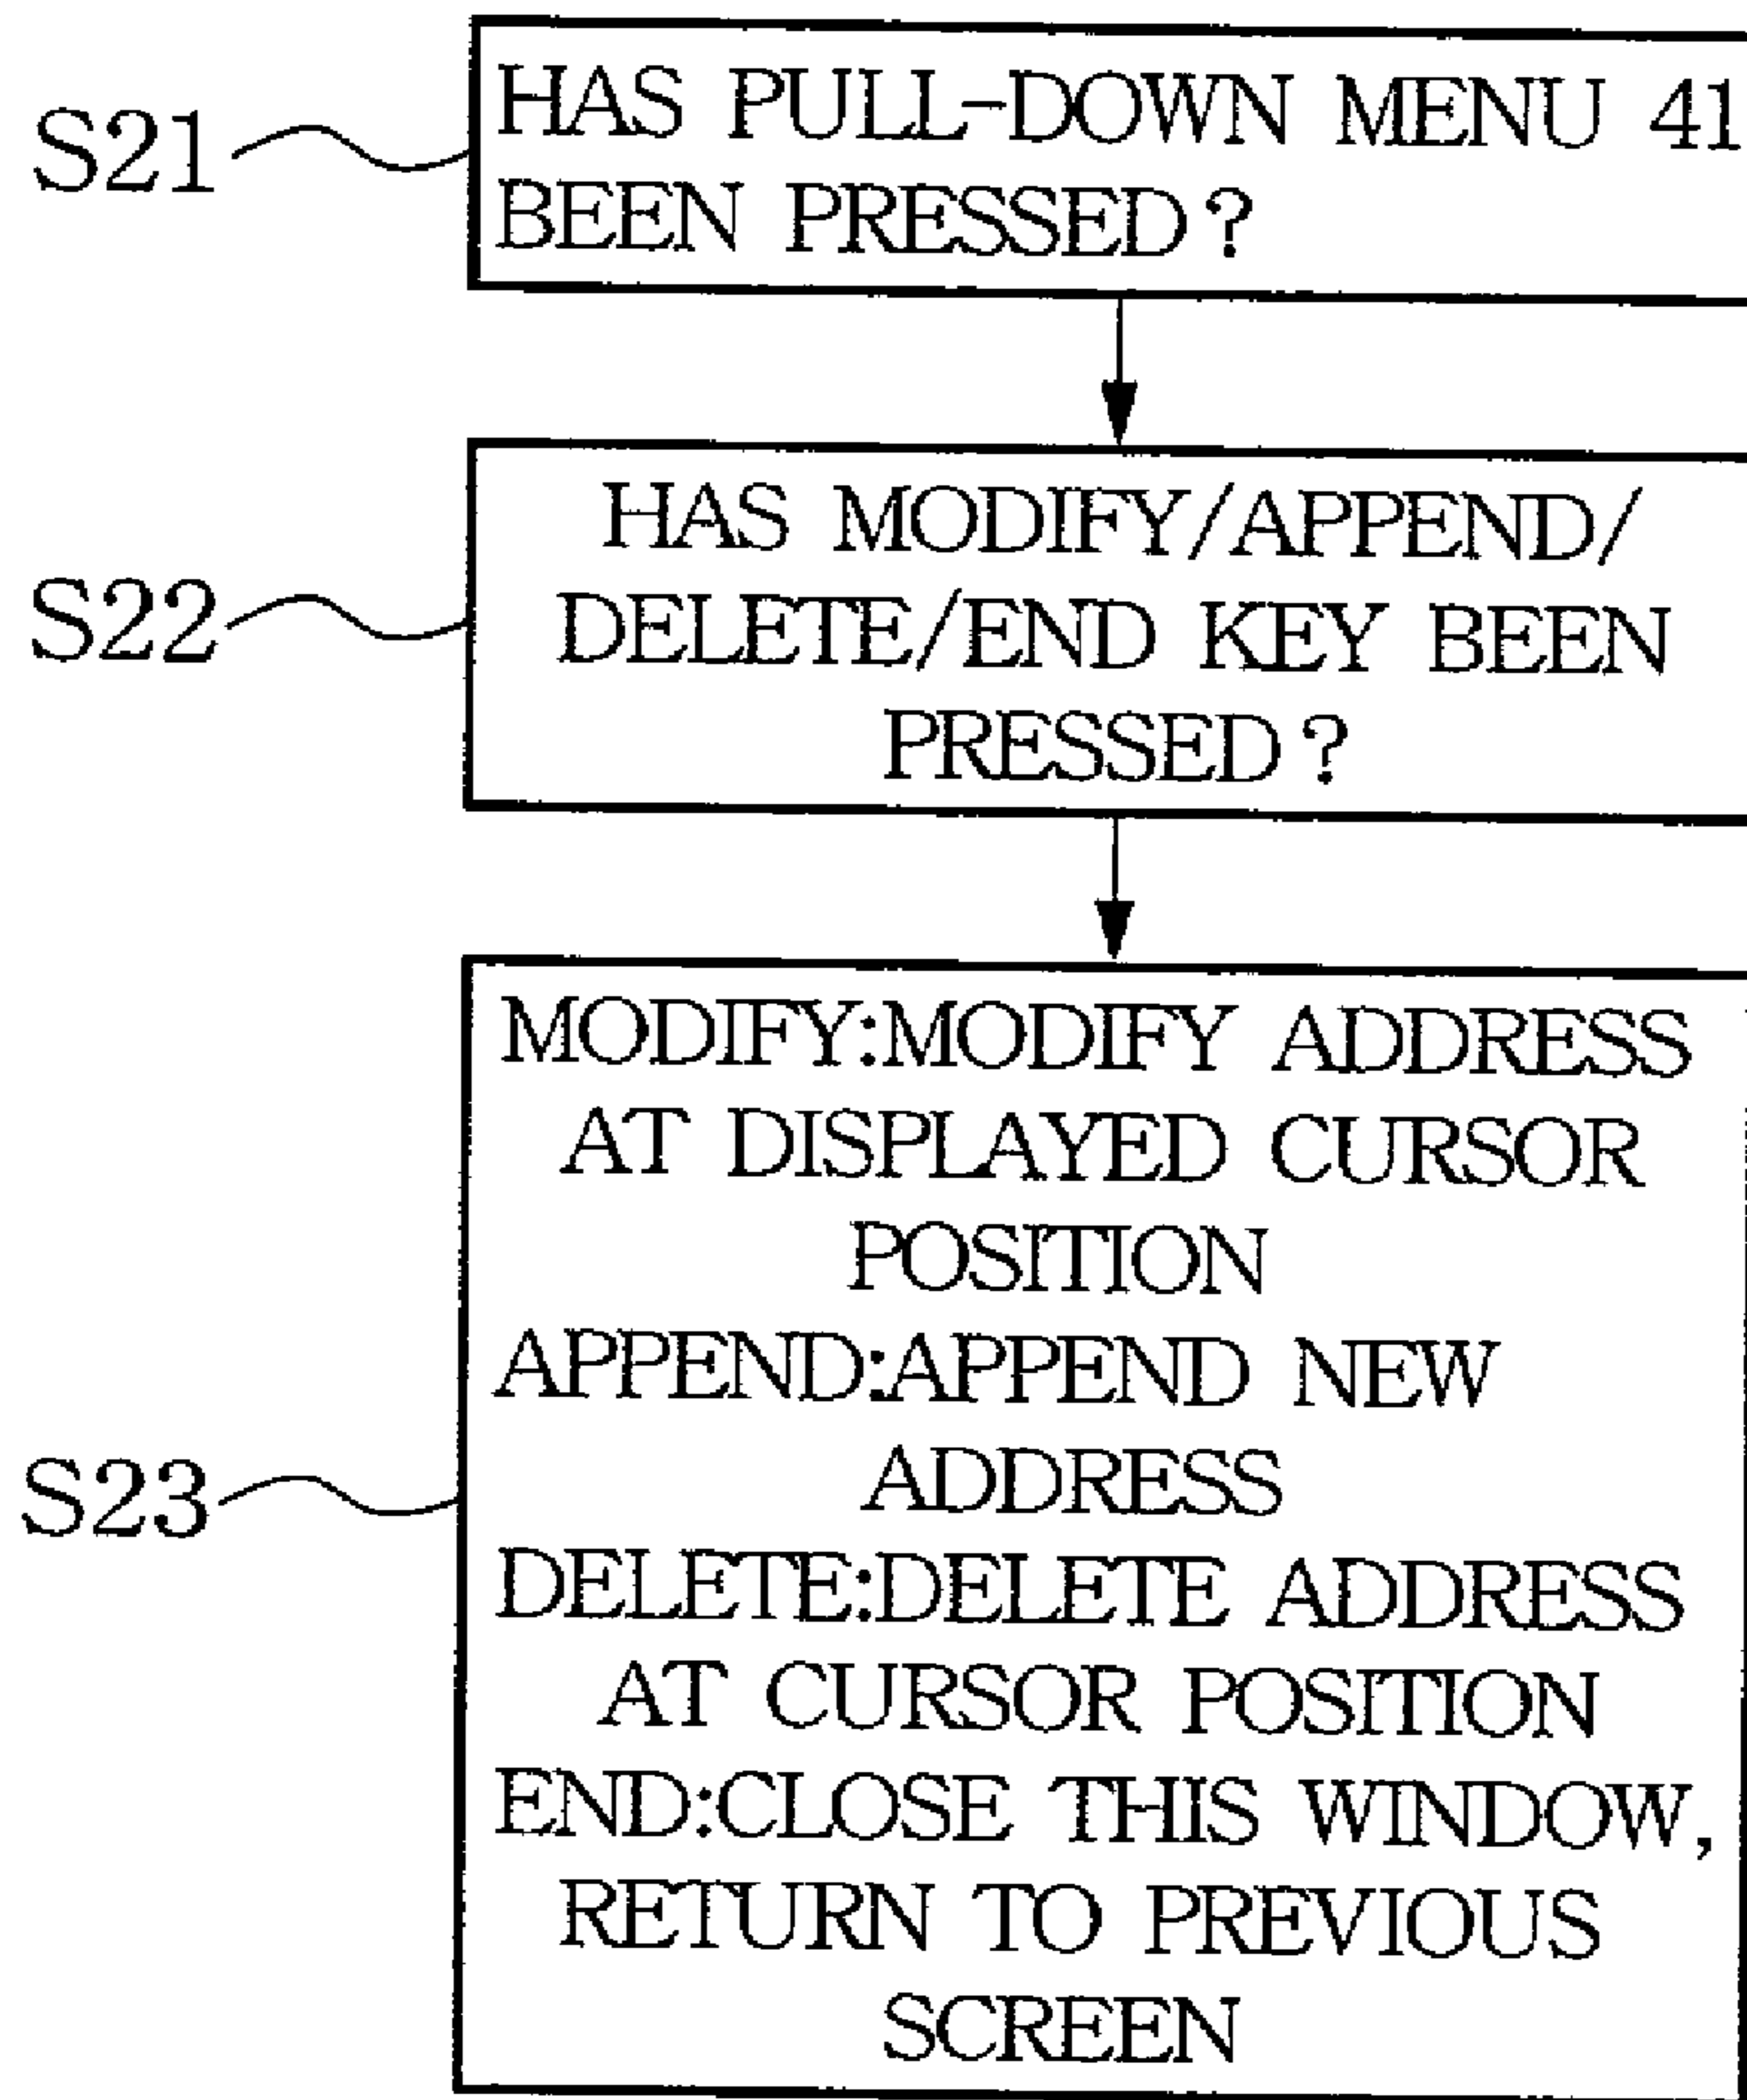 S21
HAS PULL-DOWN MENU 41
BEEN PRESSED?
S22
HAS MODIFY/APPEND/
DELETE/END KEY BEEN
PRESSED?
S23
MODIFY:MODIFY ADDRESS
AT DISPLAYED CURSOR
POSITION
APPEND:APPEND NEW
ADDRESS
DELETE:DELETE ADDRESS
AT CURSOR POSITION
END:CLOSE THIS WINDOW,
RETURN TO PREVIOUS
SCREEN